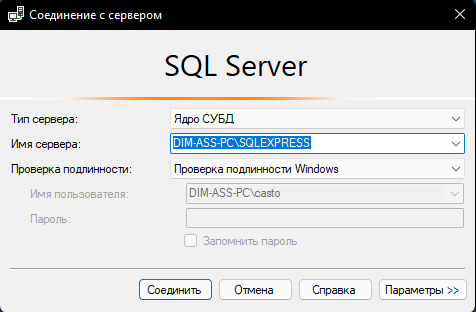 Соединение с сервером
SQL Server
Тип сервера: Ядро СУБД
Имя сервера: DIM-ASS-PC\SQLEXPRESS
Проверка подлинности: Проверка подлинности Windows
Имя пользователя: DIM-ASS-PC\casto
Пароль:
Запомнить пароль
Соединить Отмена Справка Параметры >>